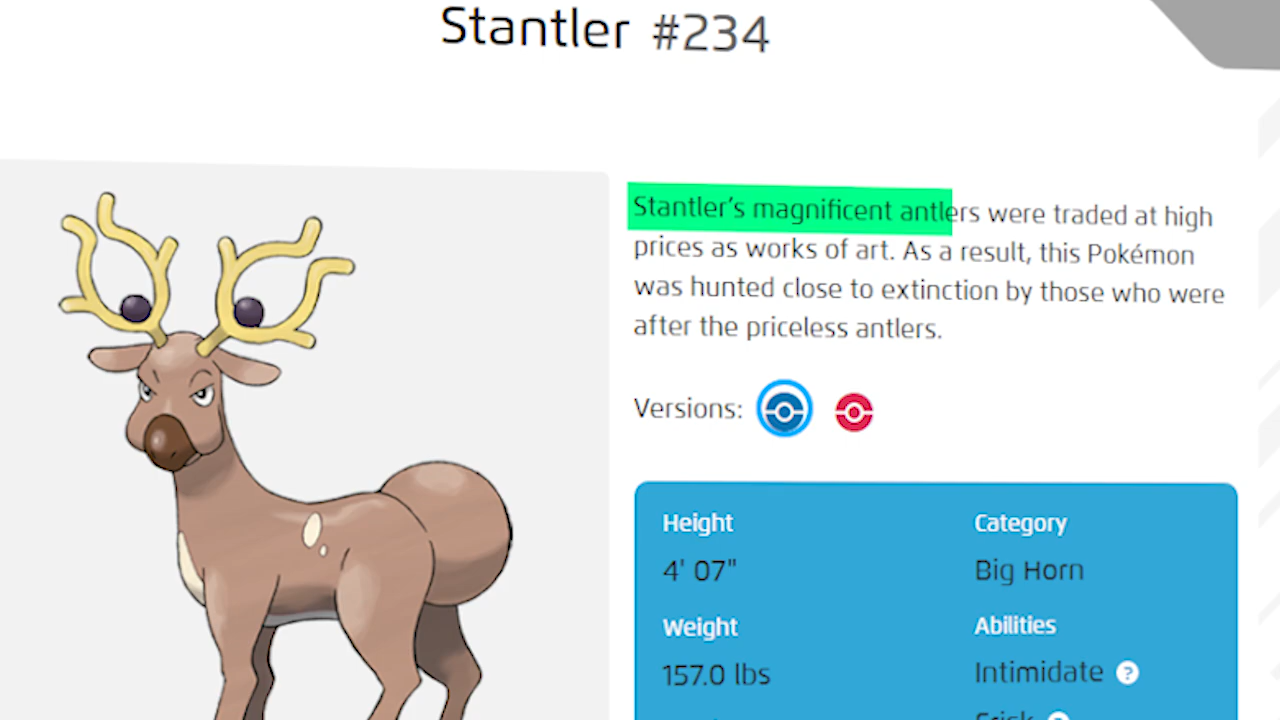 Stantler #234
Stantler's magnificent antlers were traded at high
prices as works of art. As a result, this Pokémon
was hunted close to extinction by those who were
after the priceless antlers.
Versions:
Height
4' 07"
Category
Big Horn
Weight
157.0 lbs
Abilities
Intimidate ?
Frisk ?